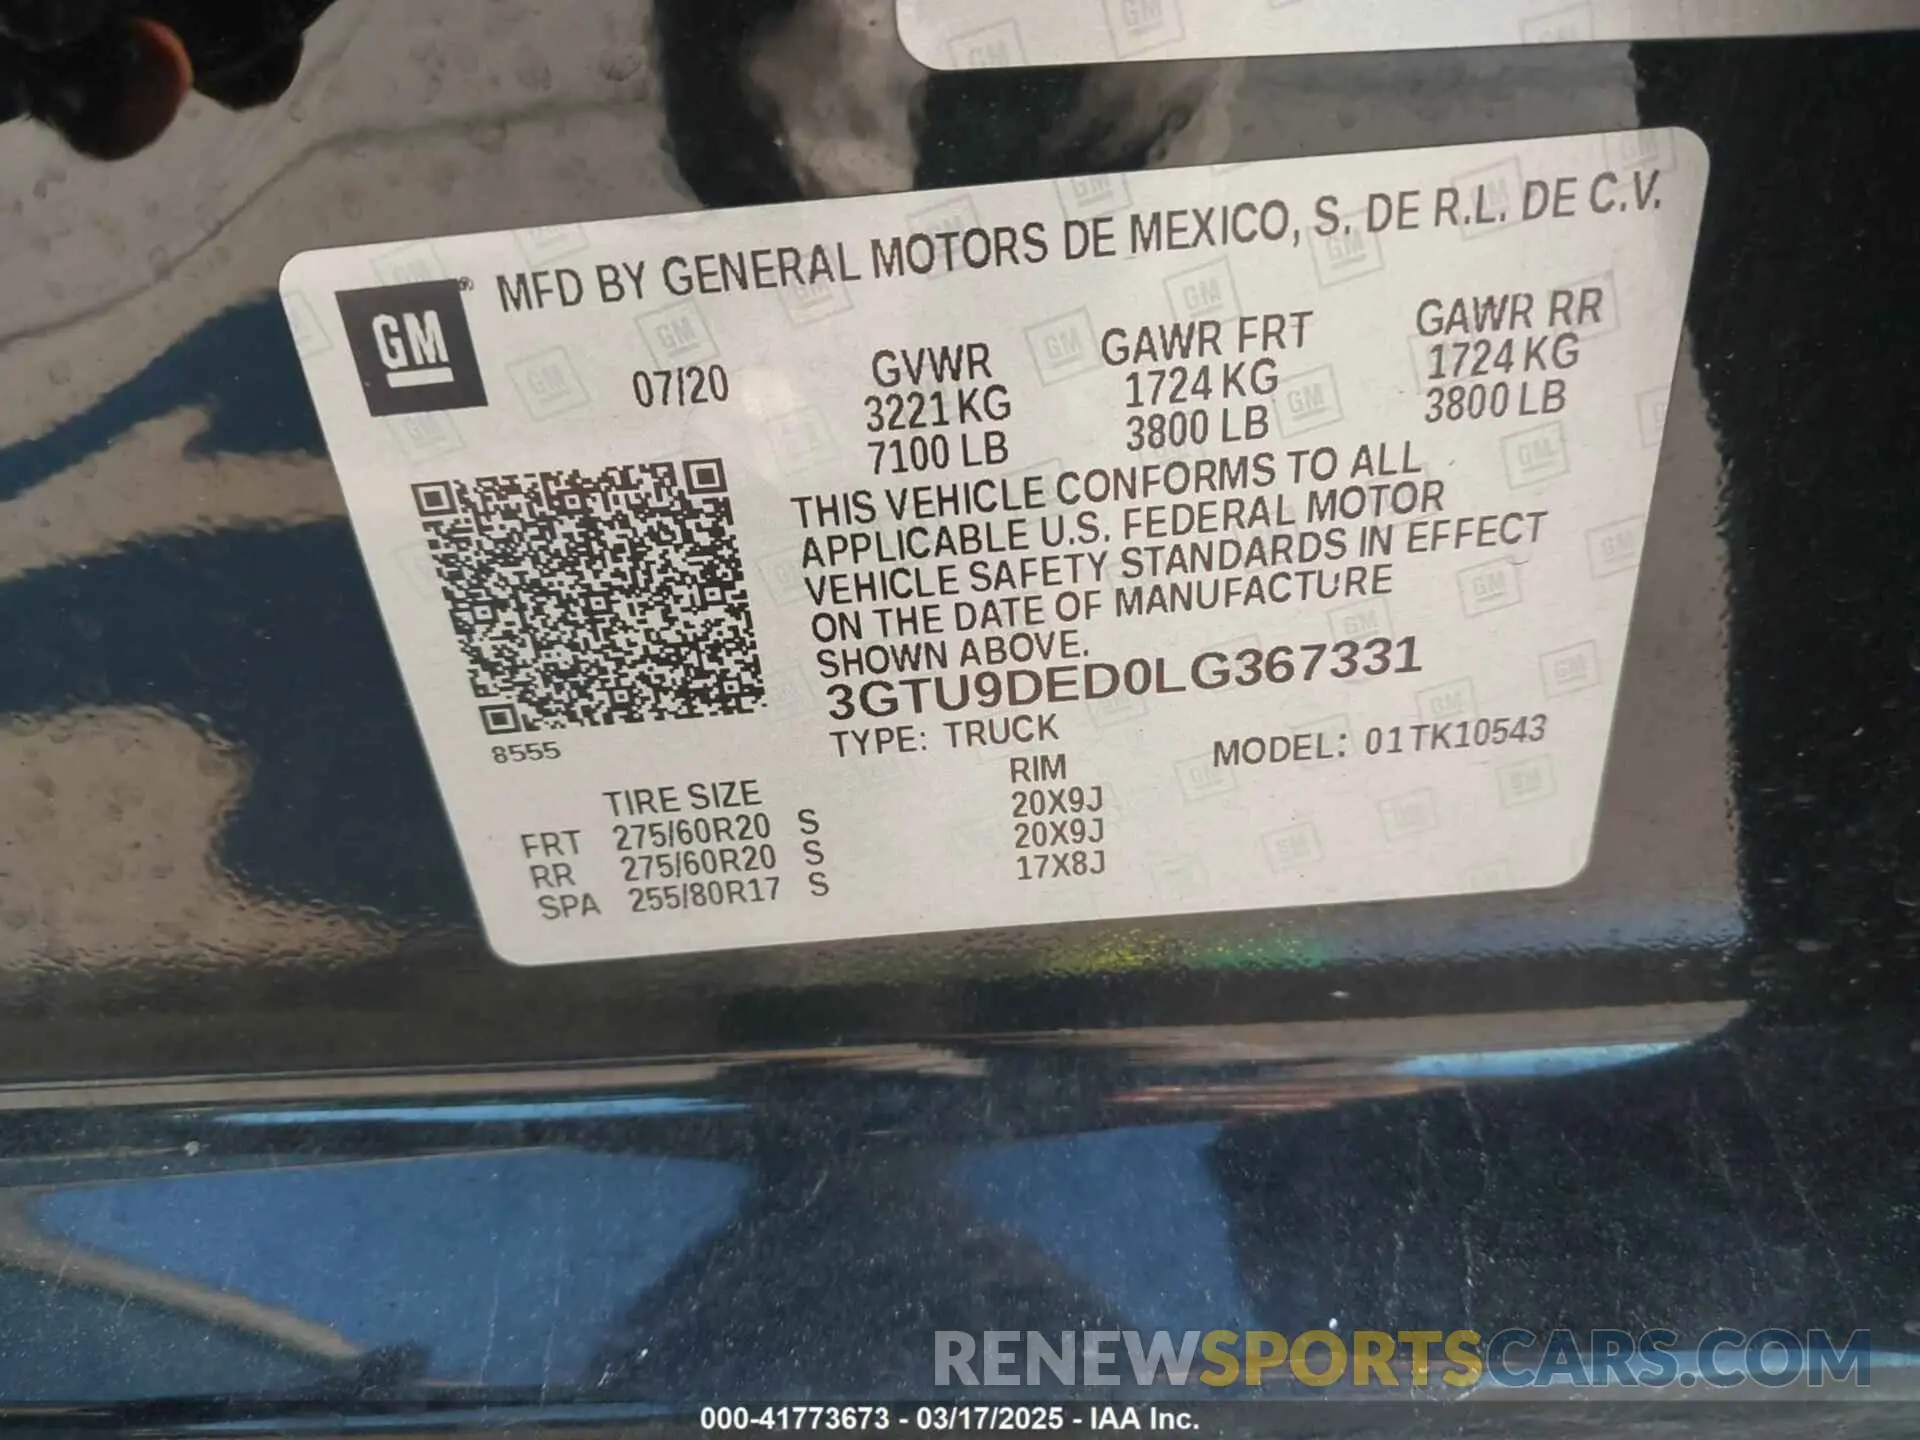 MFD BY GENERAL MOTORS DE MEXICO, S. DE R.L. DE C.V.
GM
07/20
GVWR
3221 KG
7100 LB
GAWR FRT
1724 KG
3800 LB
GAWR RR
1724 KG
3800 LB
THIS VEHICLE CONFORMS TO ALL
APPLICABLE U.S. FEDERAL MOTOR
VEHICLE SAFETY STANDARDS IN EFFECT
ON THE DATE OF MANUFACTURE
SHOWN ABOVE.
3GTU9DED0LG367331
8555
TYPE: TRUCK
MODEL: 01TK10543
TIRE SIZE RIM
FRT 275/60R20 S 20X9J
RR 275/60R20 S 20X9J
SPA 255/80R17 S 17X8J
RENEWSPORTSCARS.COM
000-41773673 - 03/17/2025 - IAA Inc.